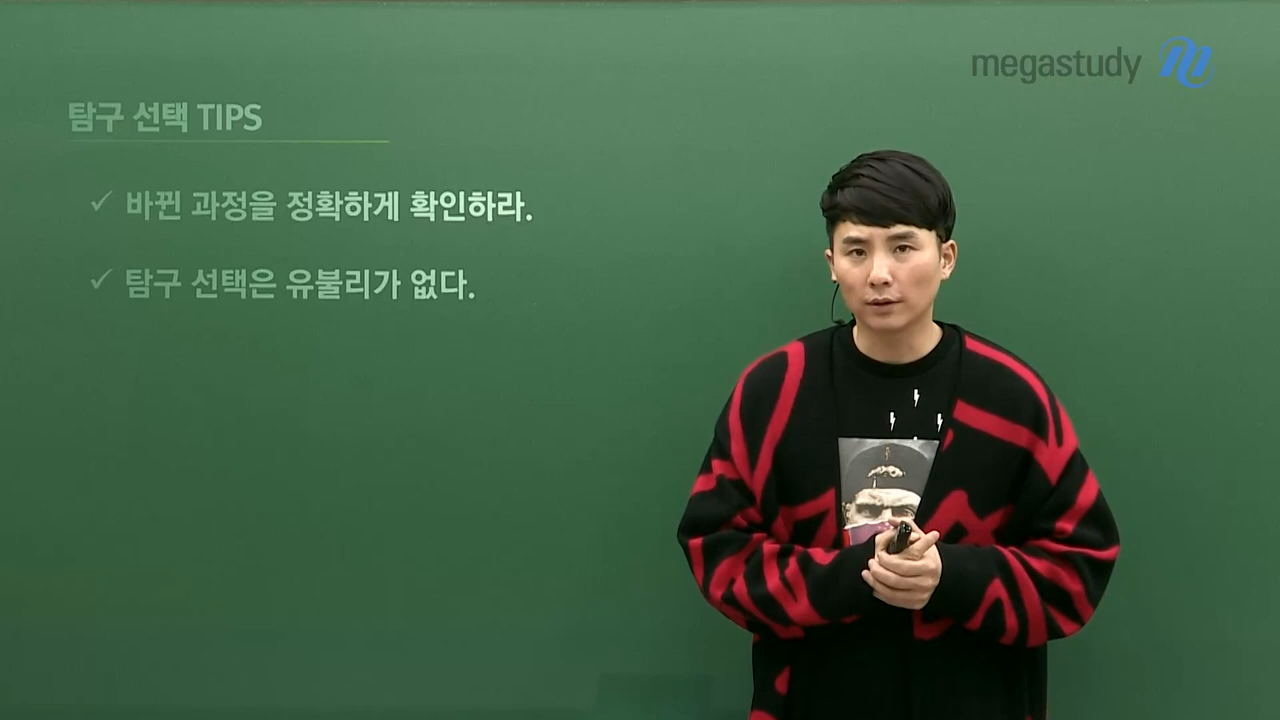 megastudy
탐구 선택 TIPS
✓ 바뀐 과정을 정확하게 확인하라.
✓ 탐구 선택은 유불리가 없다.